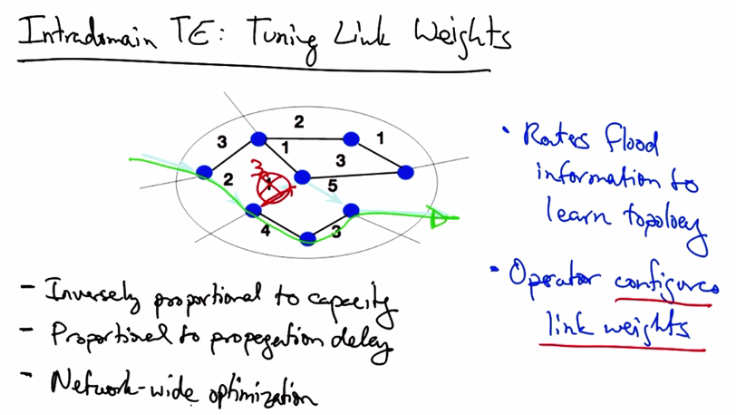 Intradomain TE: Tuning Link Weights
2
3
1
1
3
3
2
5
4
3
• Routers flood
information to
learn topology
• Operator configures
link weights
- Inversely proportional to capacity
- Proportional to propagation delay
- Network-wide optimization